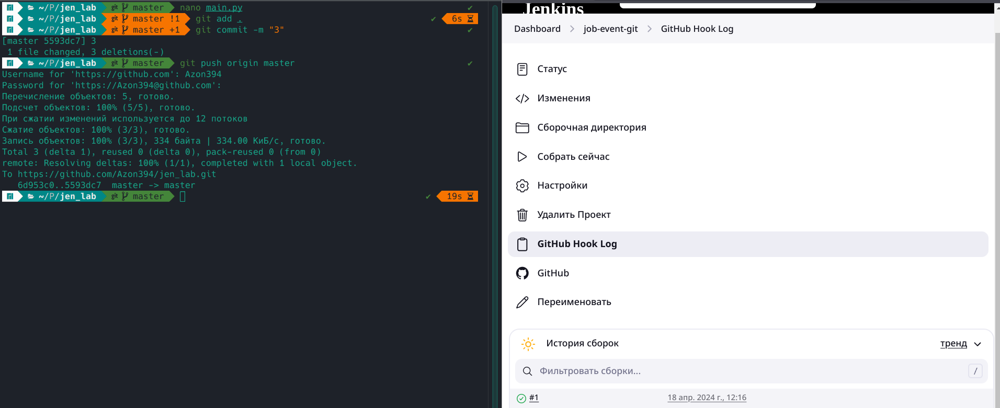 ~/P/jen_lab git master nano main.py ✔
~/P/jen_lab git master !1 git add . ✔ 6s
~/P/jen_lab git master +1 git commit -m "3" ✔
[master 5593dc7] 3
1 file changed, 3 deletions(-)
~/P/jen_lab git master git push origin master ✔
Username for 'https://github.com': Azon394
Password for 'https://Azon394@github.com':
Перечисление объектов: 5, готово.
Подсчет объектов: 100% (5/5), готово.
При сжатии изменений используется до 12 потоков
Сжатие объектов: 100% (3/3), готово.
Запись объектов: 100% (3/3), 334 байта | 334.00 КиБ/с, готово.
Total 3 (delta 1), reused 0 (delta 0), pack-reused 0 (from 0)
remote: Resolving deltas: 100% (1/1), completed with 1 local object.
To https://github.com/Azon394/jen_lab.git
6d953c0..5593dc7 master -> master
~/P/jen_lab git master ✔ 19s
Jenkins
Dashboard > job-event-git > GitHub Hook Log
Статус
Изменения
Сборочная директория
Собрать сейчас
Настройки
Удалить Проект
GitHub Hook Log
GitHub
Переименовать
История сборок тренд
Фильтровать сборки... /
#1 18 апр. 2024 г., 12:16